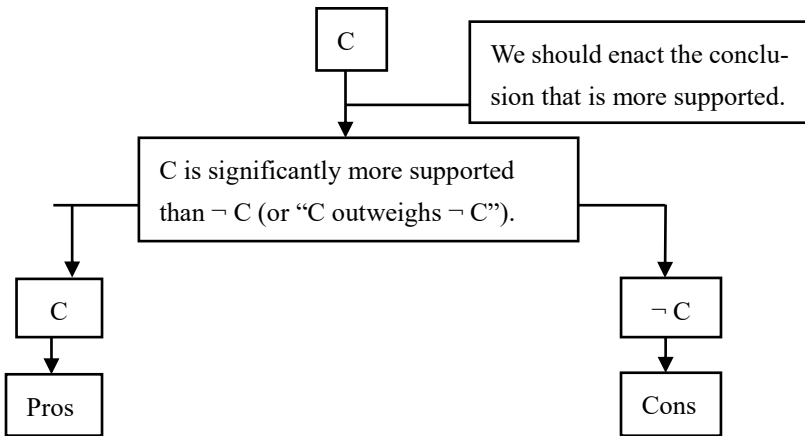 C
We should enact the conclu-
sion that is more supported.
C is significantly more supported
than ¬ C (or “C outweighs ¬ C”).
C
¬ C
Pros
Cons